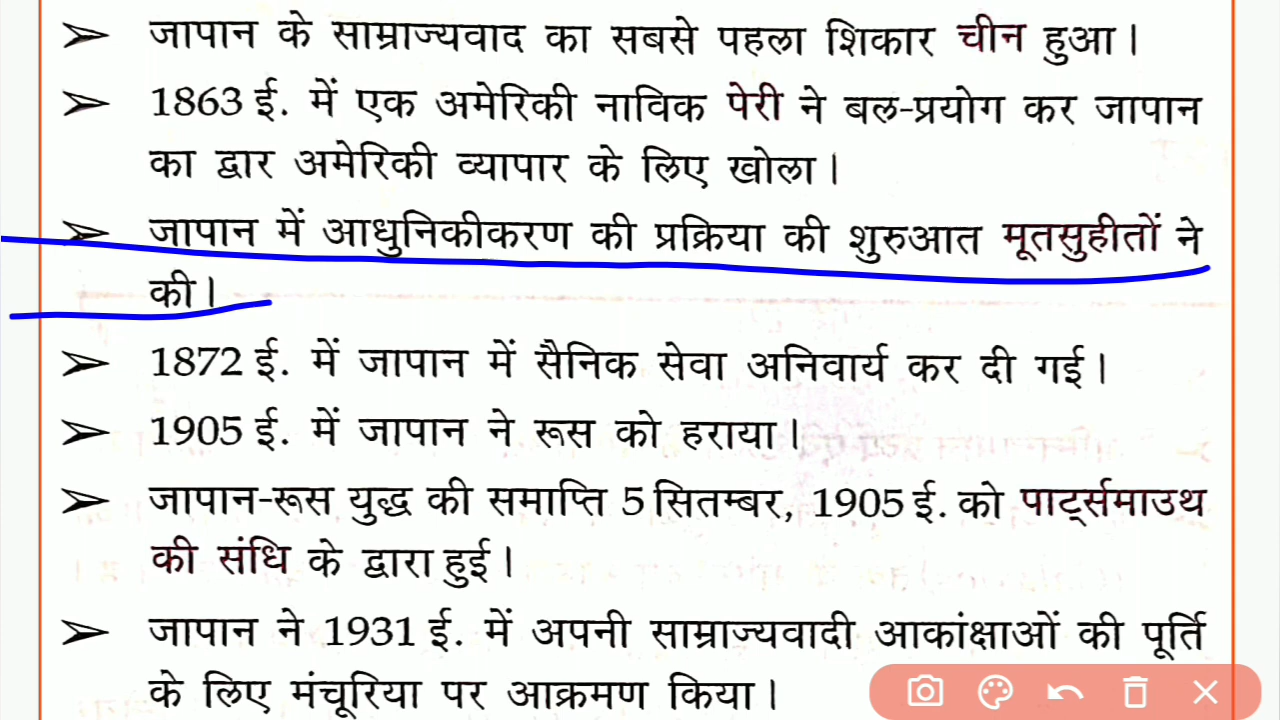 ➢ जापान के साम्राज्यवाद का सबसे पहला शिकार चीन हुआ।
➢ 1863 ई. में एक अमेरिकी नाविक पेरी ने बल-प्रयोग कर जापान
का द्वार अमेरिकी व्यापार के लिए खोला।
➢ जापान में आधुनिकीकरण की प्रक्रिया की शुरुआत मूतसुहीतों ने
की।
➢ 1872 ई. में जापान में सैनिक सेवा अनिवार्य कर दी गई।
➢ 1905 ई. में जापान ने रूस को हराया।
➢ जापान-रूस युद्ध की समाप्ति 5 सितम्बर, 1905 ई. को पार्ट्समाउथ
की संधि के द्वारा हुई।
➢ जापान ने 1931 ई. में अपनी साम्राज्यवादी आकांक्षाओं की पूर्ति
के लिए मंचूरिया पर आक्रमण किया।